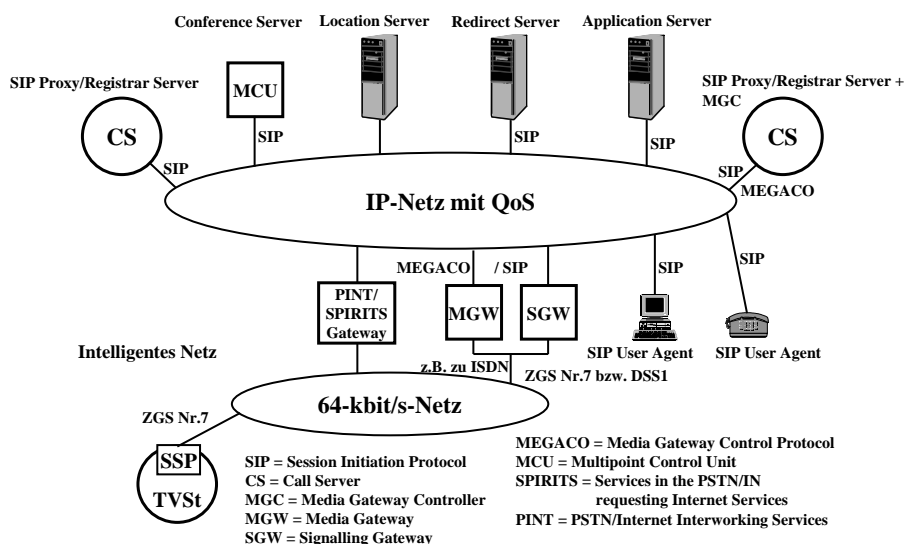 Conference Server
Location Server
Redirect Server
Application Server
SIP Proxy/Registrar Server
SIP Proxy/Registrar Server +
MGC
MCU
CS
CS
SIP
SIP
SIP
SIP
SIP
SIP
MEGACO
IP-Netz mit QoS
MEGACO / SIP
SIP
SIP
PINT/
SPIRITS
Gateway
MGW
SGW
SIP User Agent
SIP User Agent
Intelligentes Netz
z.B. zu ISDN
ZGS Nr.7 bzw. DSS1
64-kbit/s-Netz
ZGS Nr.7
SSP
TVSt
SIP = Session Initiation Protocol
CS = Call Server
MGC = Media Gateway Controller
MGW = Media Gateway
SGW = Signalling Gateway
MEGACO = Media Gateway Control Protocol
MCU = Multipoint Control Unit
SPIRITS = Services in the PSTN/IN
requesting Internet Services
PINT = PSTN/Internet Interworking Services